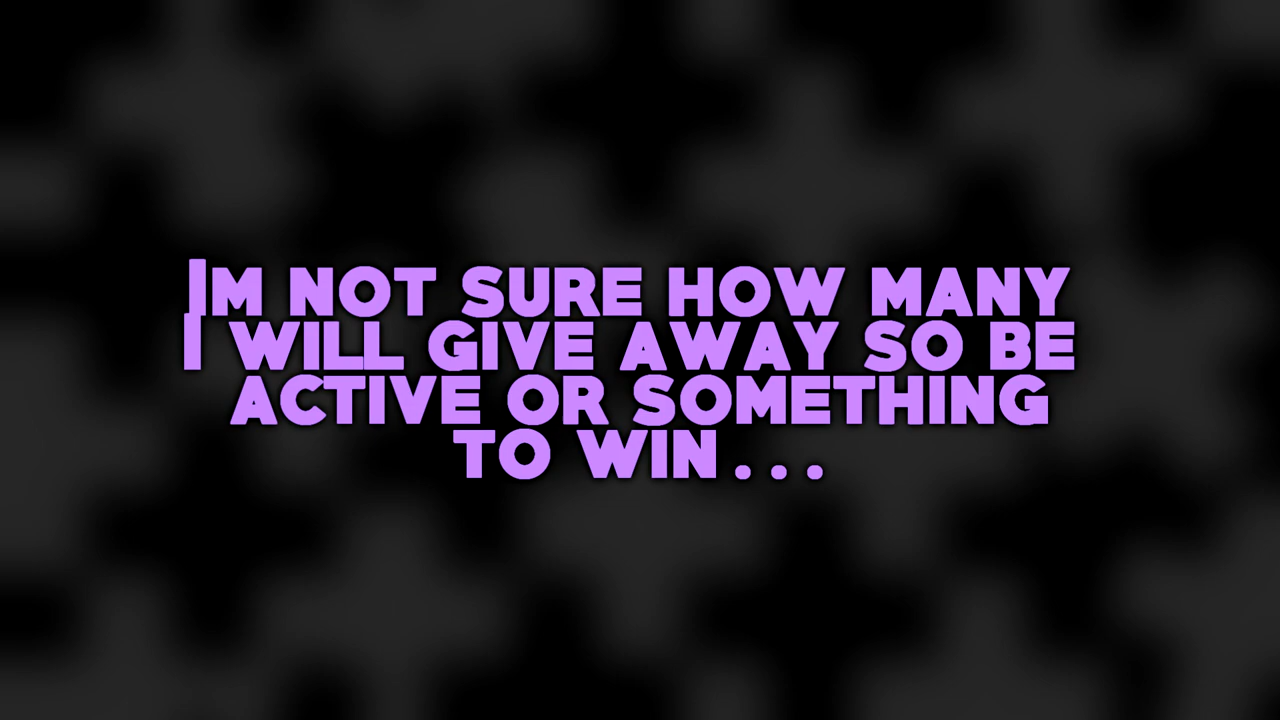 Im not sure how many
I will give away so be
active or something
to win...